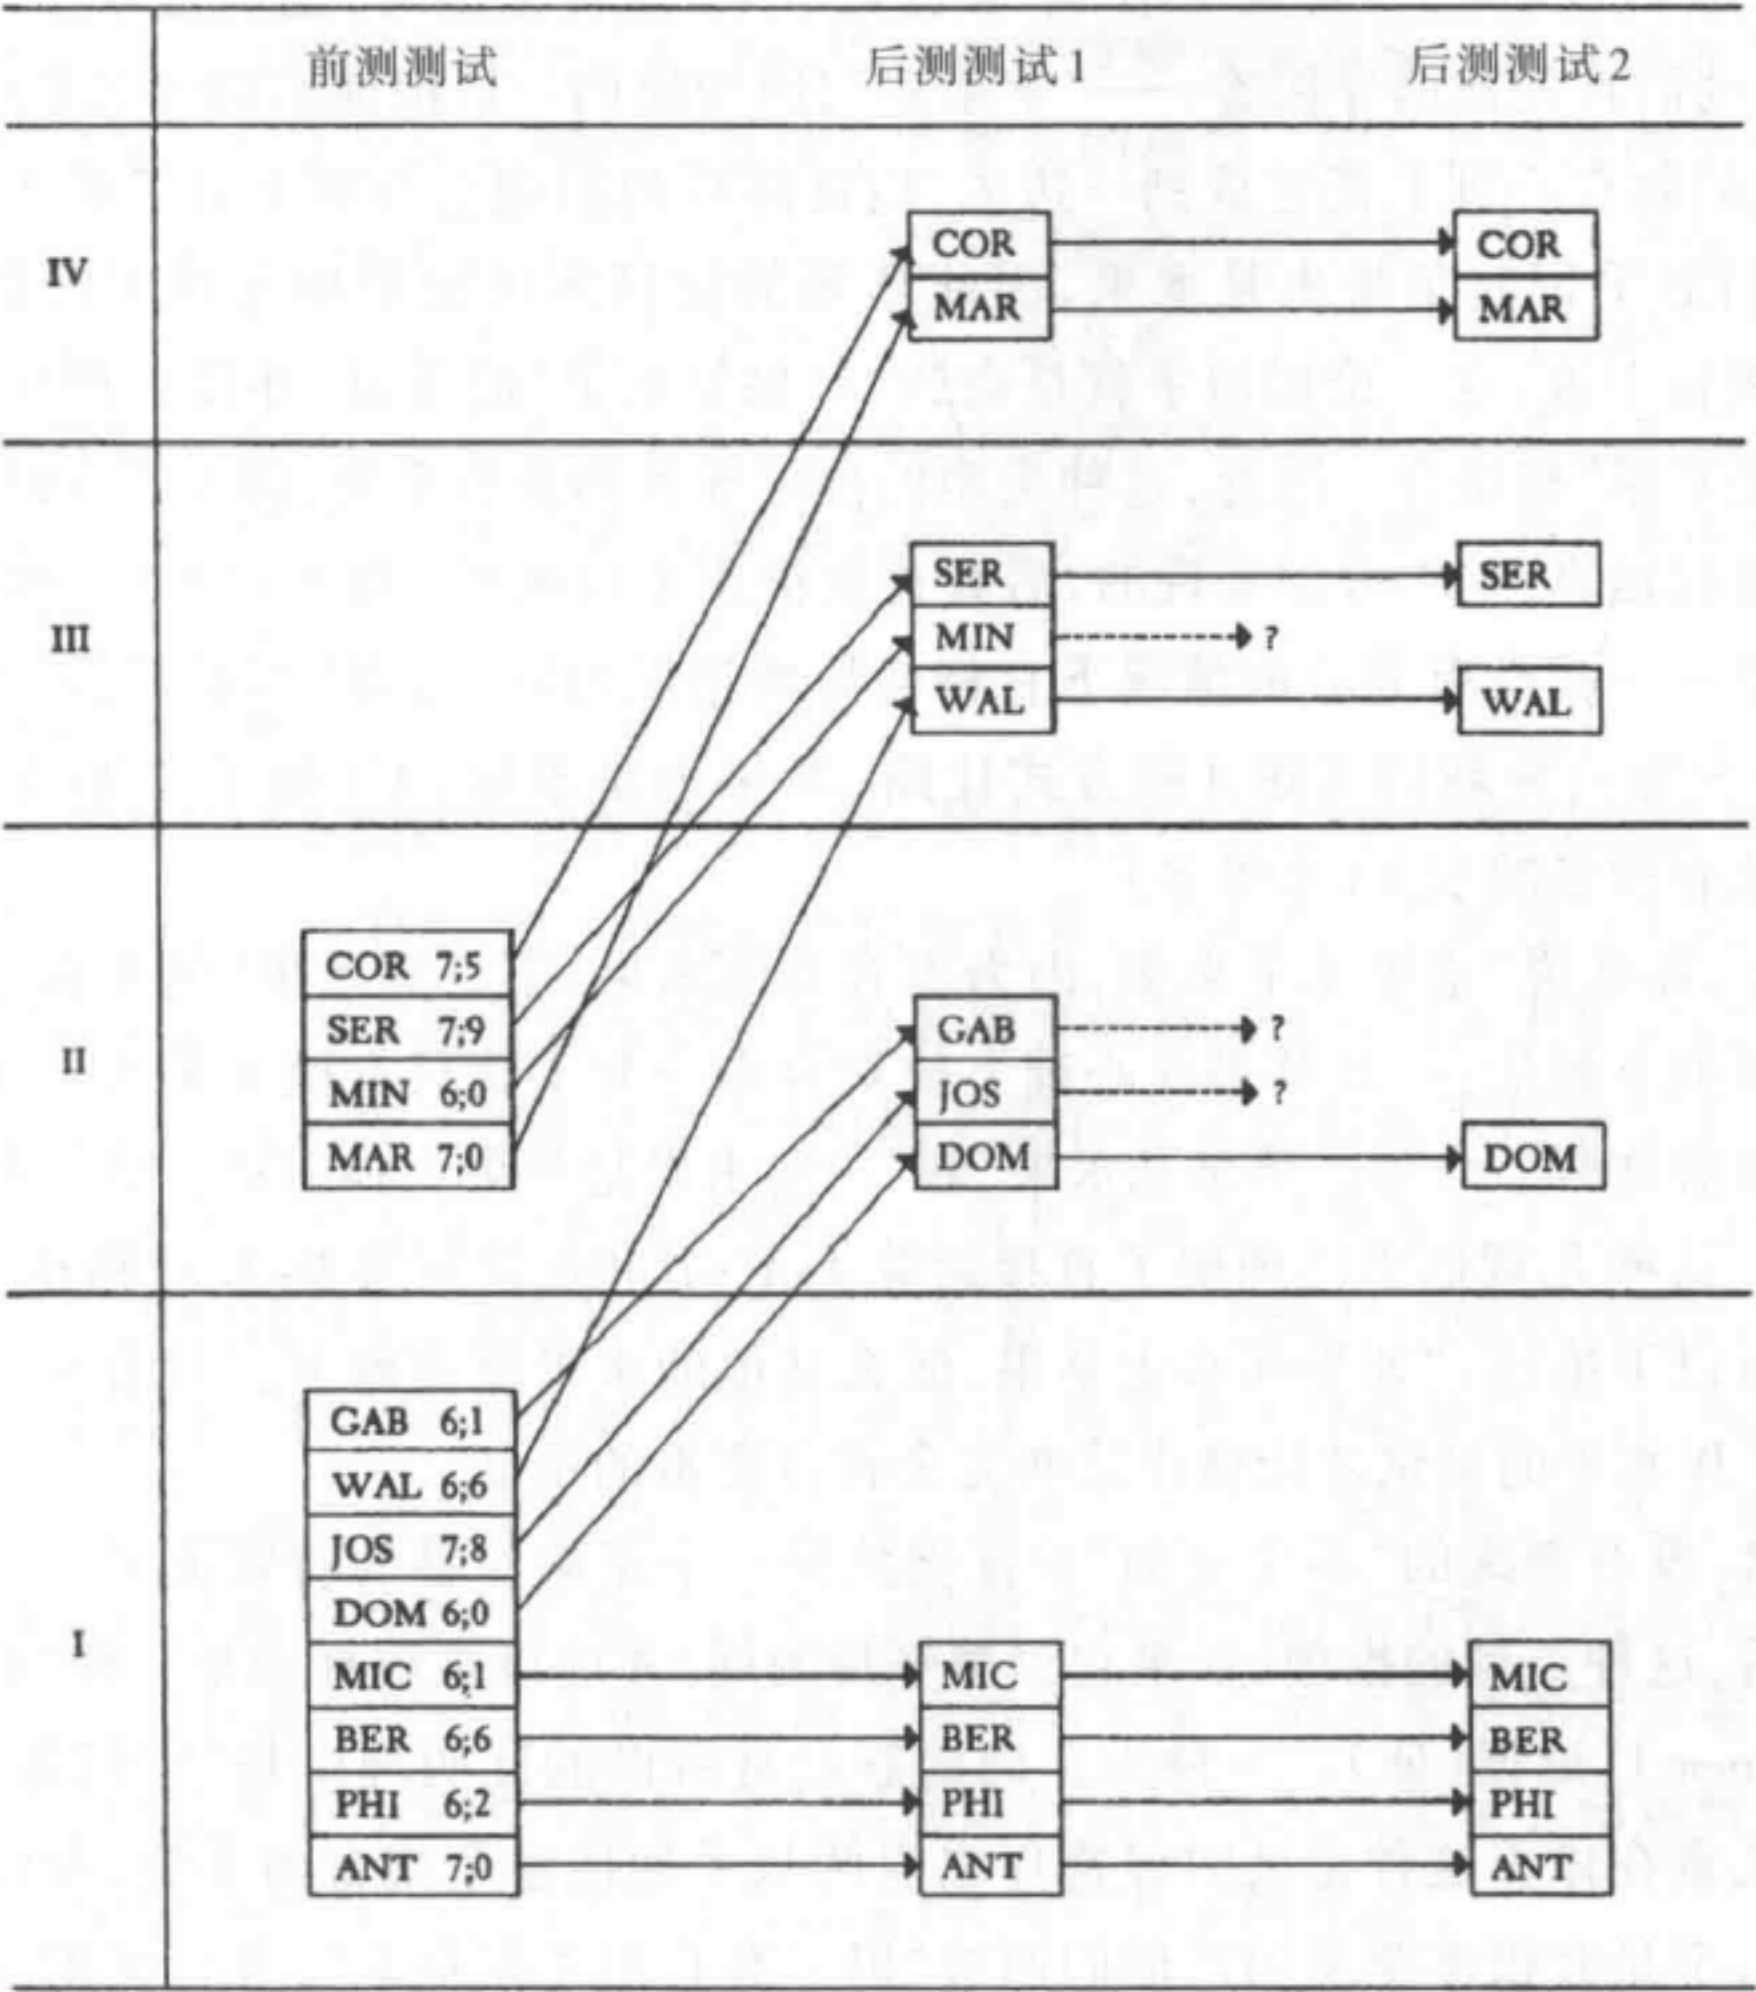 前测测试 后测测试1 后测测试2
IV
COR COR
MAR MAR
III
SER SER
MIN ?
WAL WAL
II
COR 7;5
SER 7;9
MIN 6;0
MAR 7;0
GAB ?
JOS ?
DOM DOM
I
GAB 6;1
WAL 6;6
JOS 7;8
DOM 6;0
MIC 6;1 MIC MIC
BER 6;6 BER BER
PHI 6;2 PHI PHI
ANT 7;0 ANT ANT